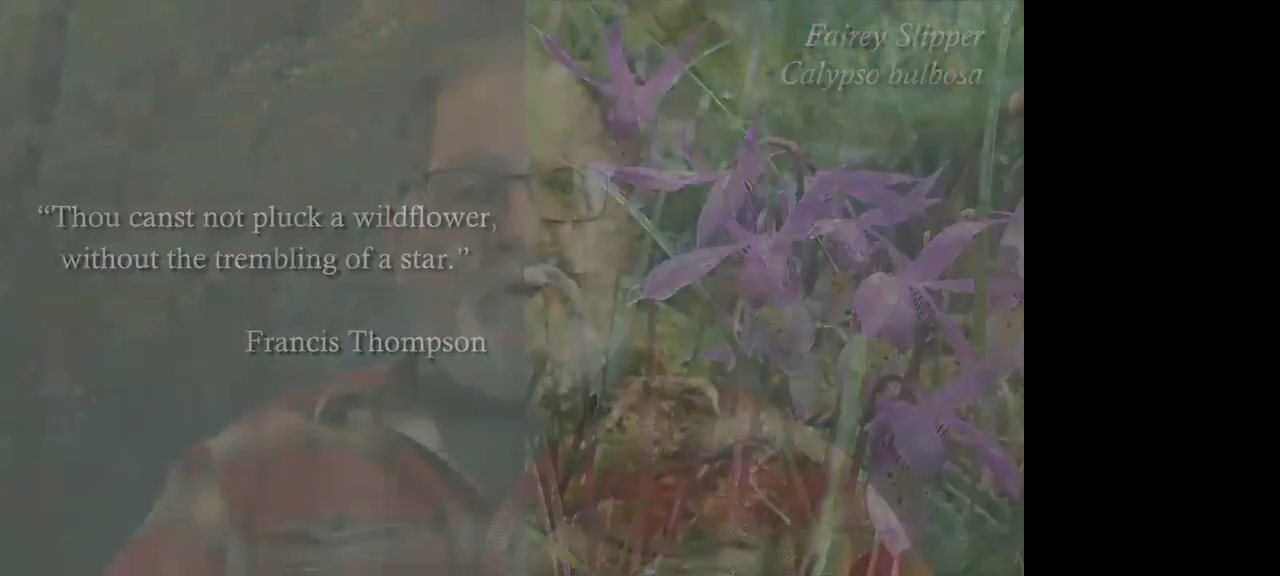 Fairey Slipper
Calypso bulbosa
“Thou canst not pluck a wildflower,
without the trembling of a star.”
Francis Thompson